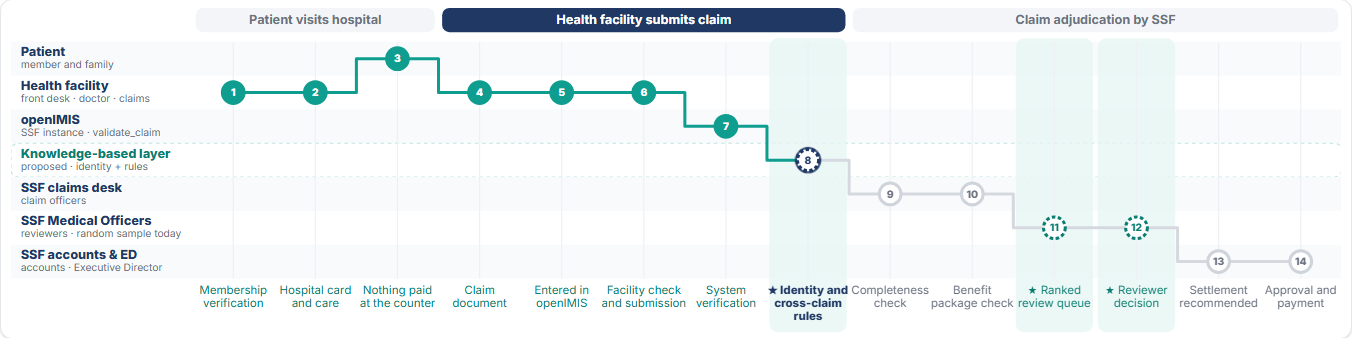 Patient visits hospital
Health facility submits claim
Claim adjudication by SSF
Patient
member and family
Health facility
front desk · doctor · claims
openIMIS
SSF instance · validate_claim
Knowledge-based layer
proposed · identity + rules
SSF claims desk
claim officers
SSF Medical Officers
reviewers · random sample today
SSF accounts & ED
accounts · Executive Director
1
2
3
4
5
6
7
8
9
10
11
12
13
14
Membership
verification
Hospital card
and care
Nothing paid
at the counter
Claim
document
Entered in
openIMIS
Facility check
and submission
System
verification
★ Identity and
cross-claim
rules
Completeness
check
Benefit
package check
★ Ranked
review queue
★ Reviewer
decision
Settlement
recommended
Approval and
payment